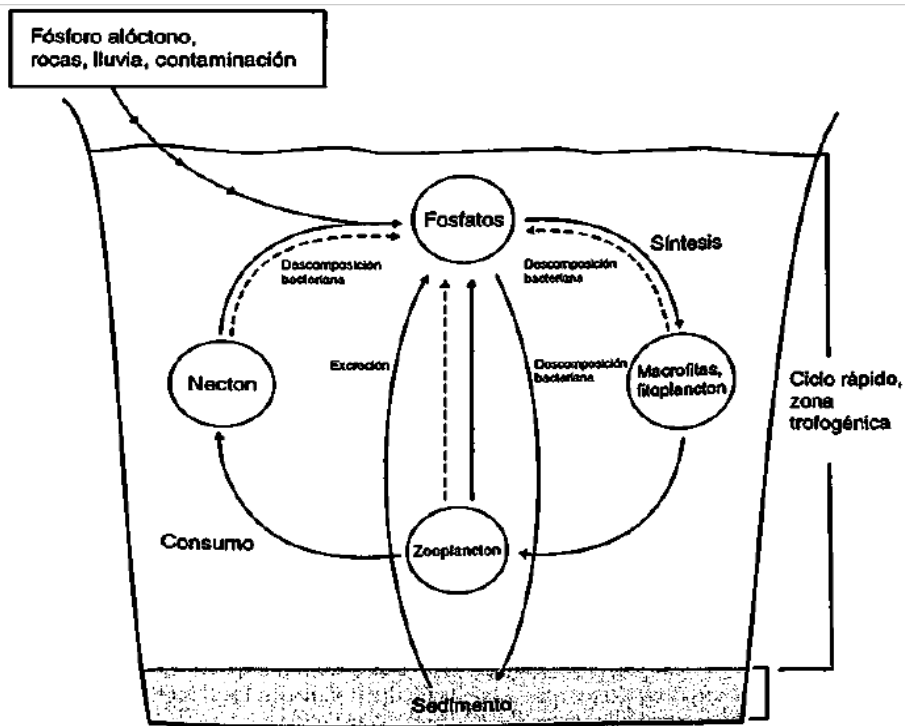 Fósforo alóctono,
rocas, lluvia, contaminación
Fosfatos
Síntesis
Descomposición
bacteriana
Descomposición
bacteriana
Excreción
Descomposición
bacteriana
Necton
Macrofitas,
fitoplancton
Ciclo rápido,
zona
trofogénica
Consumo
Zooplancton
Sedimento